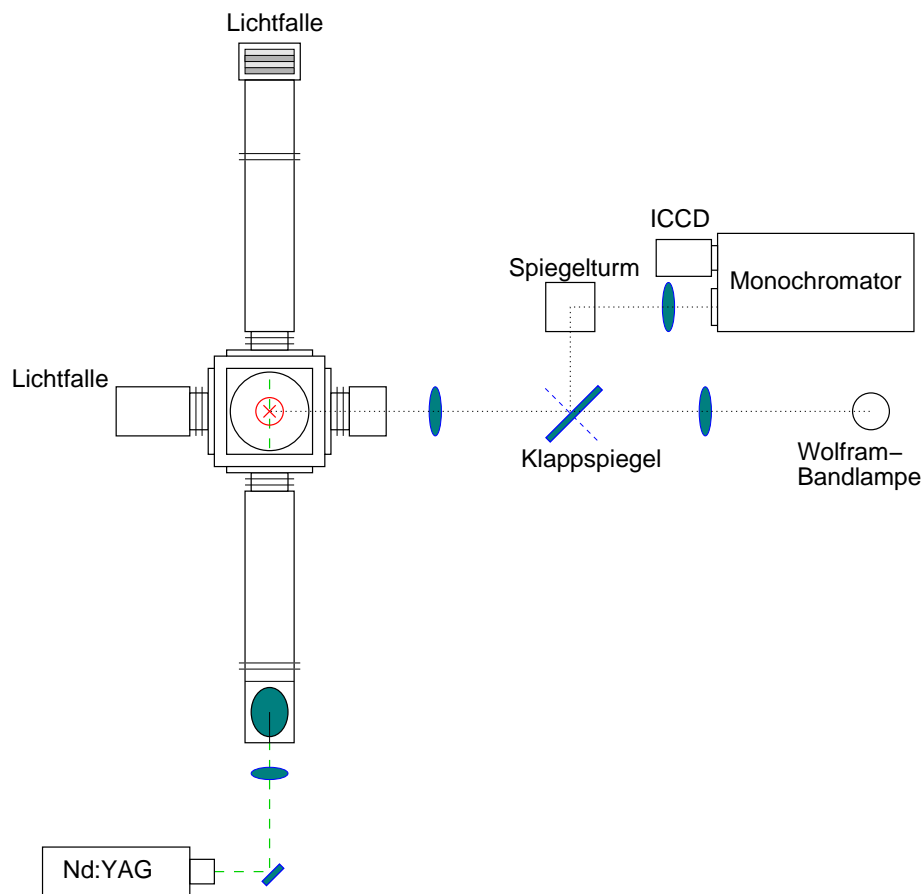 Lichtfalle
ICCD
Spiegelturm
Monochromator
Lichtfalle
Klappspiegel
Wolfram−
Bandlampe
Nd:YAG